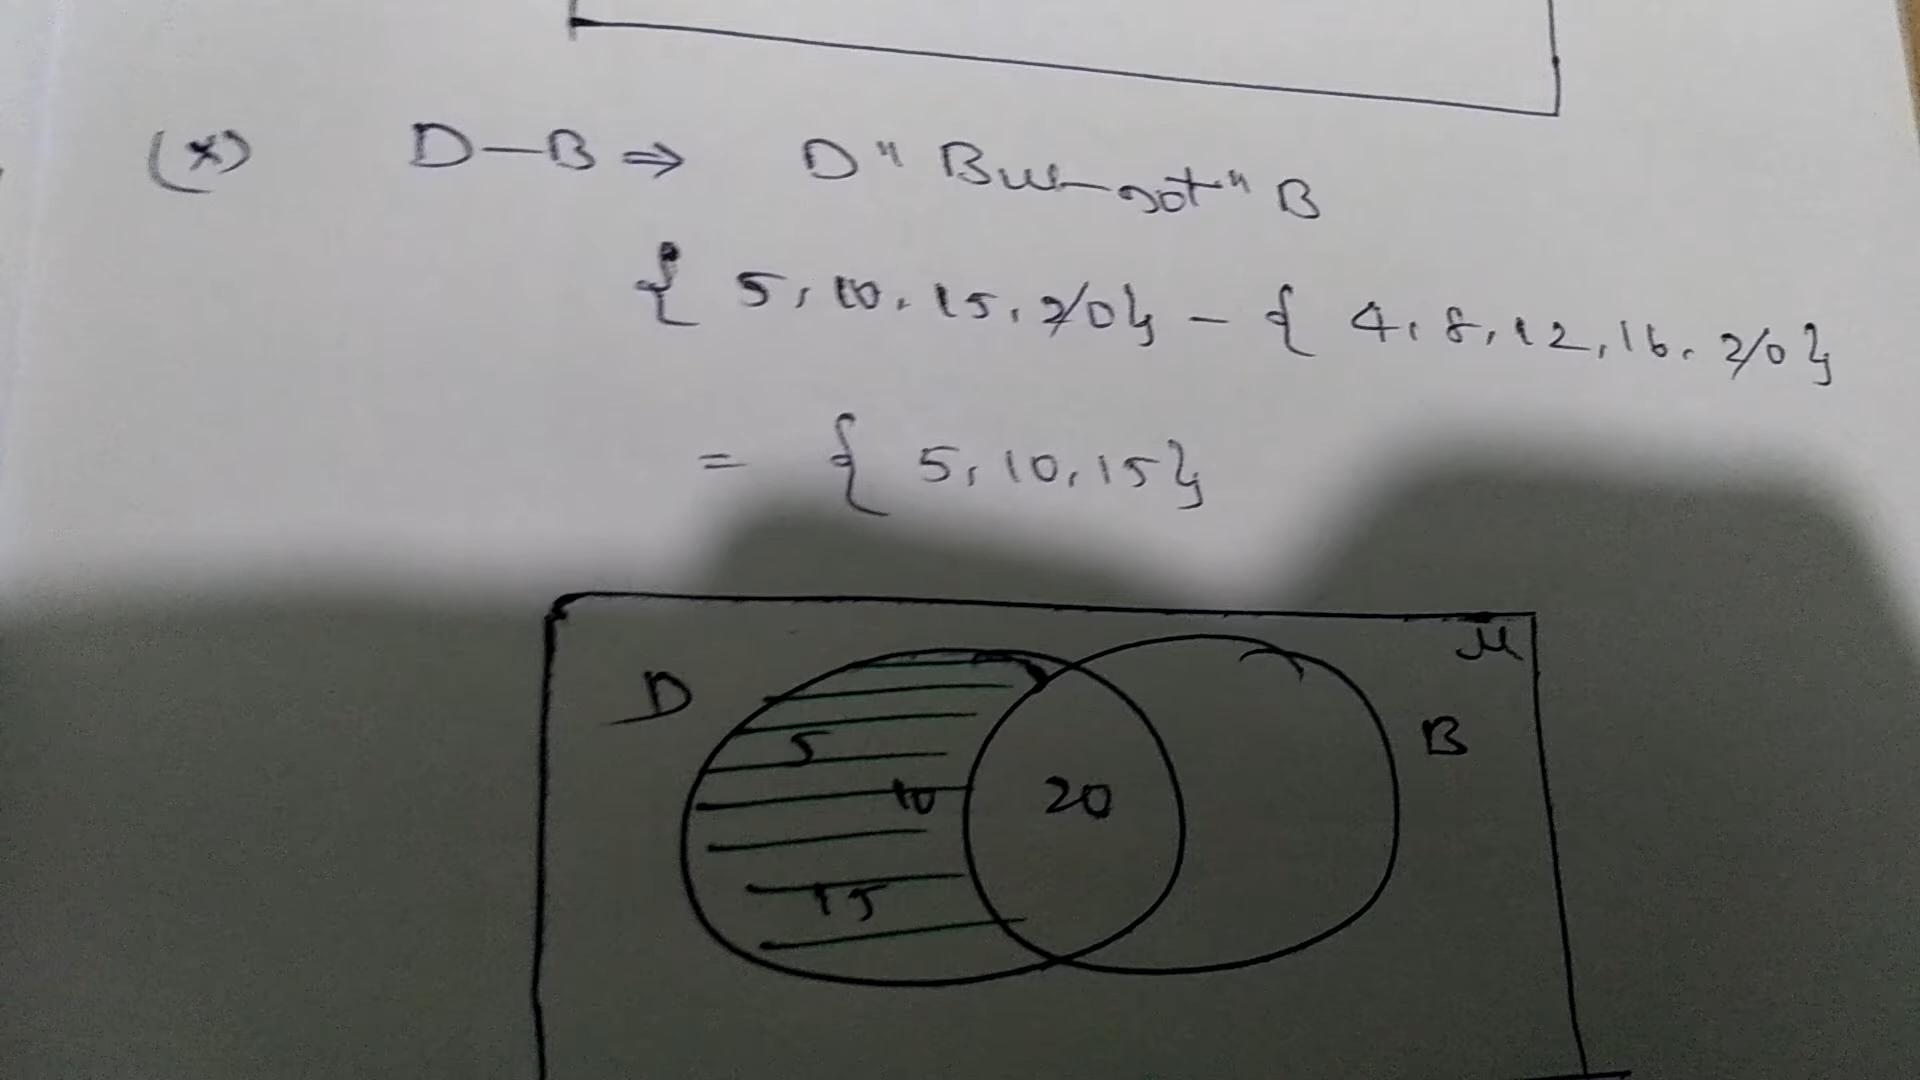 (x) D-B ⇒ D "But not" B
{ 5, 10, 15, 20} - { 4, 8, 12, 16, 20}
= { 5, 10, 15}
μ
D
B
5
10
20
15